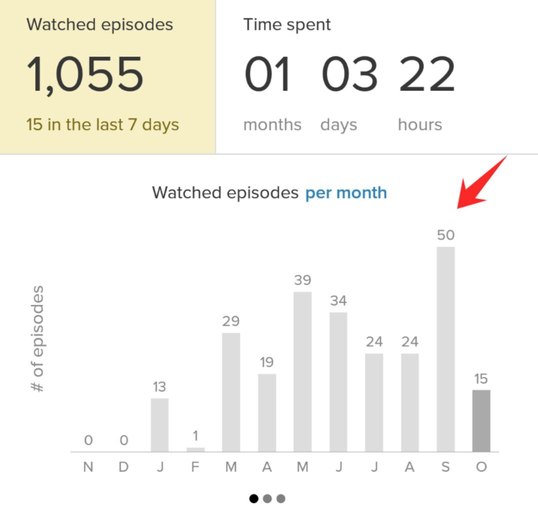 Watched episodes
1,055
15 in the last 7 days
Time spent
01 03 22
months days hours
Watched episodes per month
# of episodes
50
39
34
29
24 24
19
15
13
1
0 0
N D J F M A M J J A S O